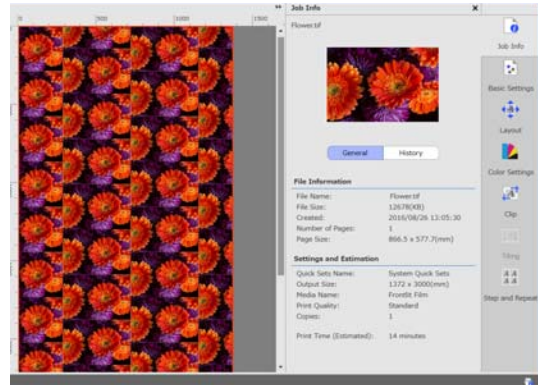 Job Info
Flower.tif
General
History
File Information
File Name: Flower.tif
File Size: 12678(KB)
Created: 2016/08/26 13:05:30
Number of Pages: 1
Page Size: 866.5 x 577.7(mm)
Settings and Estimation
Quick Sets Name: System Quick Sets
Output Size: 1372 x 3000(mm)
Media Name: Frontlit Film
Print Quality: Standard
Copies: 1
Print Time (Estimated): 14 minutes
0 500 1000 1500
Job Info
Basic Settings
Layout
Color Settings
Clip
Tiling
Step and Repeat